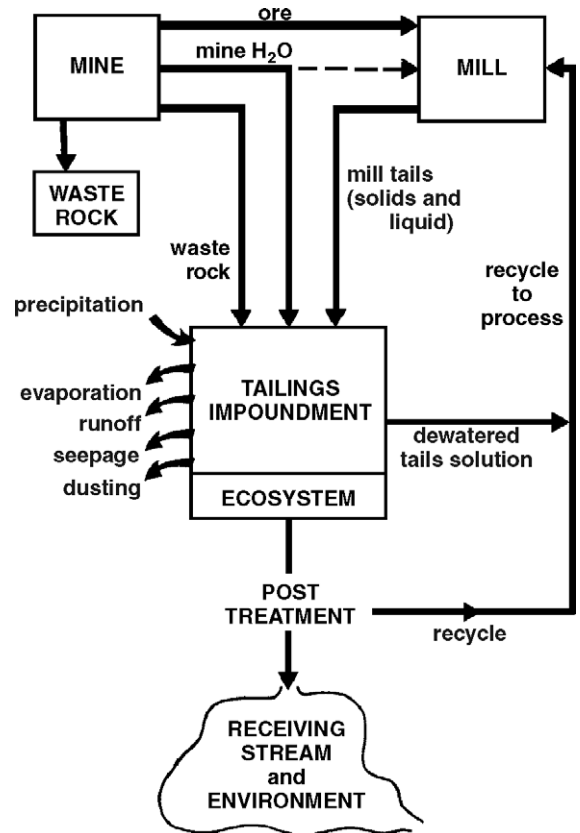 ore
MINE
mine H₂O
MILL
WASTE
ROCK
mill tails
(solids and
liquid)
waste
rock
recycle
to
process
precipitation
evaporation
runoff
seepage
dusting
TAILINGS
IMPOUNDMENT
dewatered
tails solution
ECOSYSTEM
POST
TREATMENT
recycle
RECEIVING
STREAM
and
ENVIRONMENT